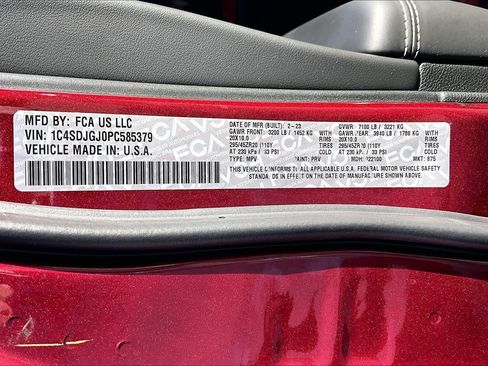 MFD BY: FCA US LLC
VIN: 1C4SDJGJ0PC585379
VEHICLE MADE IN: U.S.A.
DATE OF MFR (BUILT): 2-23 GVWR 7100 LB / 3221 KG
GAWR FRONT: 3200 LB / 1452 KG GAWR REAR: 3940 LB / 1788 KG
20X10.0 RIMS 20X10.0 RIMS
295/45ZR20 (110Y TIRES 295/45ZR20 (110Y TIRES
AT 230 kPa / 33 PSI COLD AT 230 kPa / 33 PSI COLD
TYPE: MPV PAINT: PRV MDH: 022100 MKT: 875
THIS VEHICLE CONFORMS TO ALL APPLICABLE U.S.A. FEDERAL MOTOR VEHICLE SAFETY
STANDARDS IN EFFECT ON THE DATE OF MANUFACTURE SHOWN ABOVE.